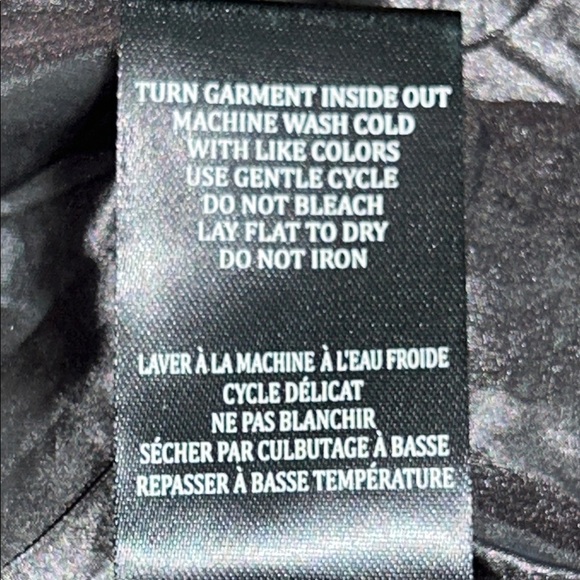 TURN GARMENT INSIDE OUT
MACHINE WASH COLD
WITH LIKE COLORS
USE GENTLE CYCLE
DO NOT BLEACH
LAY FLAT TO DRY
DO NOT IRON
LAVER À LA MACHINE À L'EAU FROIDE
CYCLE DÉLICAT
NE PAS BLANCHIR
SÉCHER PAR CULBUTAGE À BASSE
REPASSER À BASSE TEMPÉRATURE